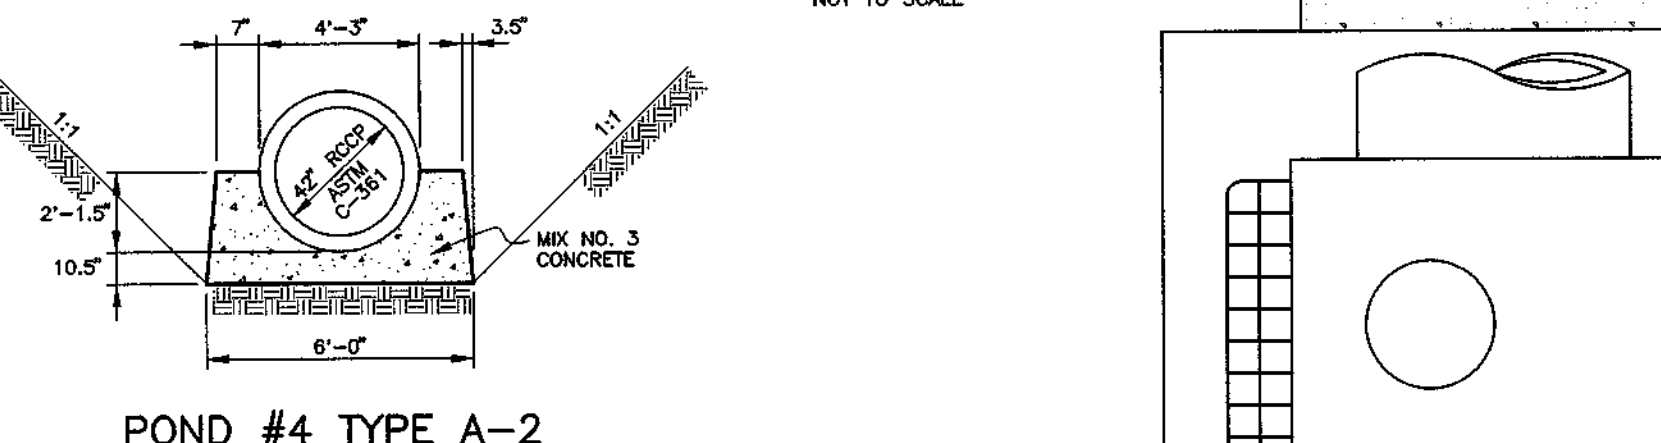 NOT TO SCALE
7"
4'-3"
3.5"
1:1
1:1
42" RCCP
ASTM
C-361
2'-1.5"
10.5"
MIX NO. 3
CONCRETE
6'-0"
POND #4 TYPE A-2